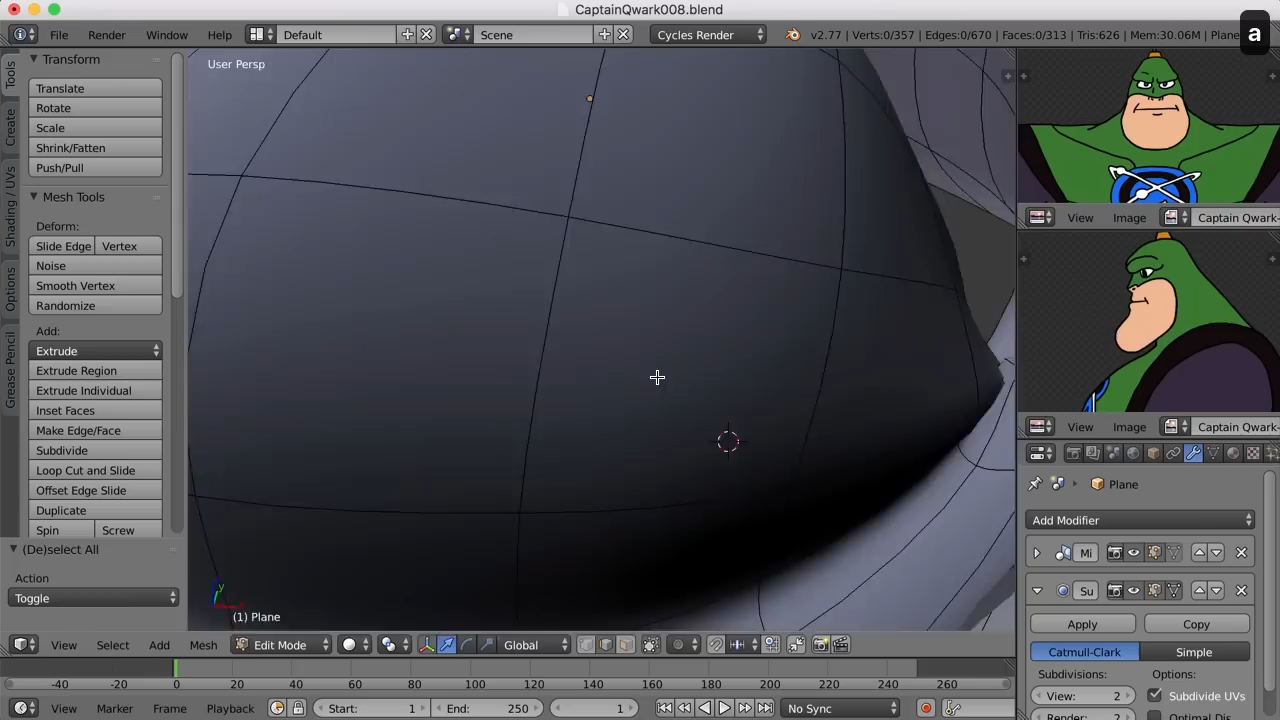 CaptainQwark008.blend
File Render Window Help Default Scene Cycles Render v2.77 | Verts:0/357 | Edges:0/670 | Faces:0/313 | Tris:626 | Mem:30.06M | Plane
a
Tools
Create
Shading / UVs
Options
Grease Pencil
Transform
Translate
Rotate
Scale
Shrink/Fatten
Push/Pull
Mesh Tools
Deform:
Slide Edge Vertex
Noise
Smooth Vertex
Randomize
Add:
Extrude
Extrude Region
Extrude Individual
Inset Faces
Make Edge/Face
Subdivide
Loop Cut and Slide
Offset Edge Slide
Duplicate
Spin Screw
(De)select All
Action
Toggle
User Persp
y
(1) Plane
View Select Add Mesh Edit Mode Global
-40 -20 0 20 40 60 80 100 120 140 160 180 200 220 240 260
View Marker Frame Playback Start: 1 End: 250 1 No Sync
View Image Captain Qwark
View Image Captain Qwark-
Plane
Add Modifier
Mi
Su
Apply Copy
Catmull-Clark Simple
Subdivisions: Options:
View: 2 Subdivide UVs
Render: 2 Optimal Dis